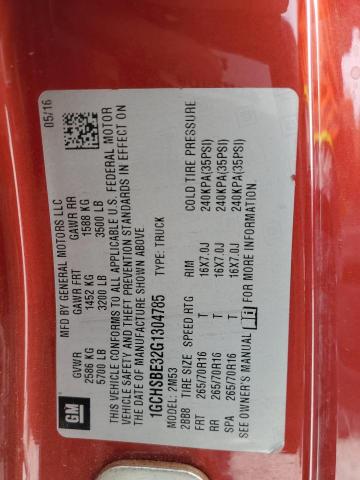 GM
05/16
MFD BY GENERAL MOTORS LLC
GVWR GAWR FRT GAWR RR
2586 KG 1452 KG 1588 KG
5700 LB 3200 LB 3500 LB
THIS VEHICLE CONFORMS TO ALL APPLICABLE U.S. FEDERAL MOTOR
VEHICLE SAFETY AND THEFT PREVENTION STANDARDS IN EFFECT ON
THE DATE OF MANUFACTURE SHOWN ABOVE.
1GCHSBE32G1304785 TYPE: TRUCK
2888 2M53
TIRE SIZE SPEED RTG RIM COLD TIRE PRESSURE
FRT 265/70R16 T 16X7.0J 240KPA(35PSI)
RR 265/70R16 T 16X7.0J 240KPA(35PSI)
SPA 265/70R16 T 16X7.0J 240KPA(35PSI)
SEE OWNER'S MANUAL FOR MORE INFORMATION.